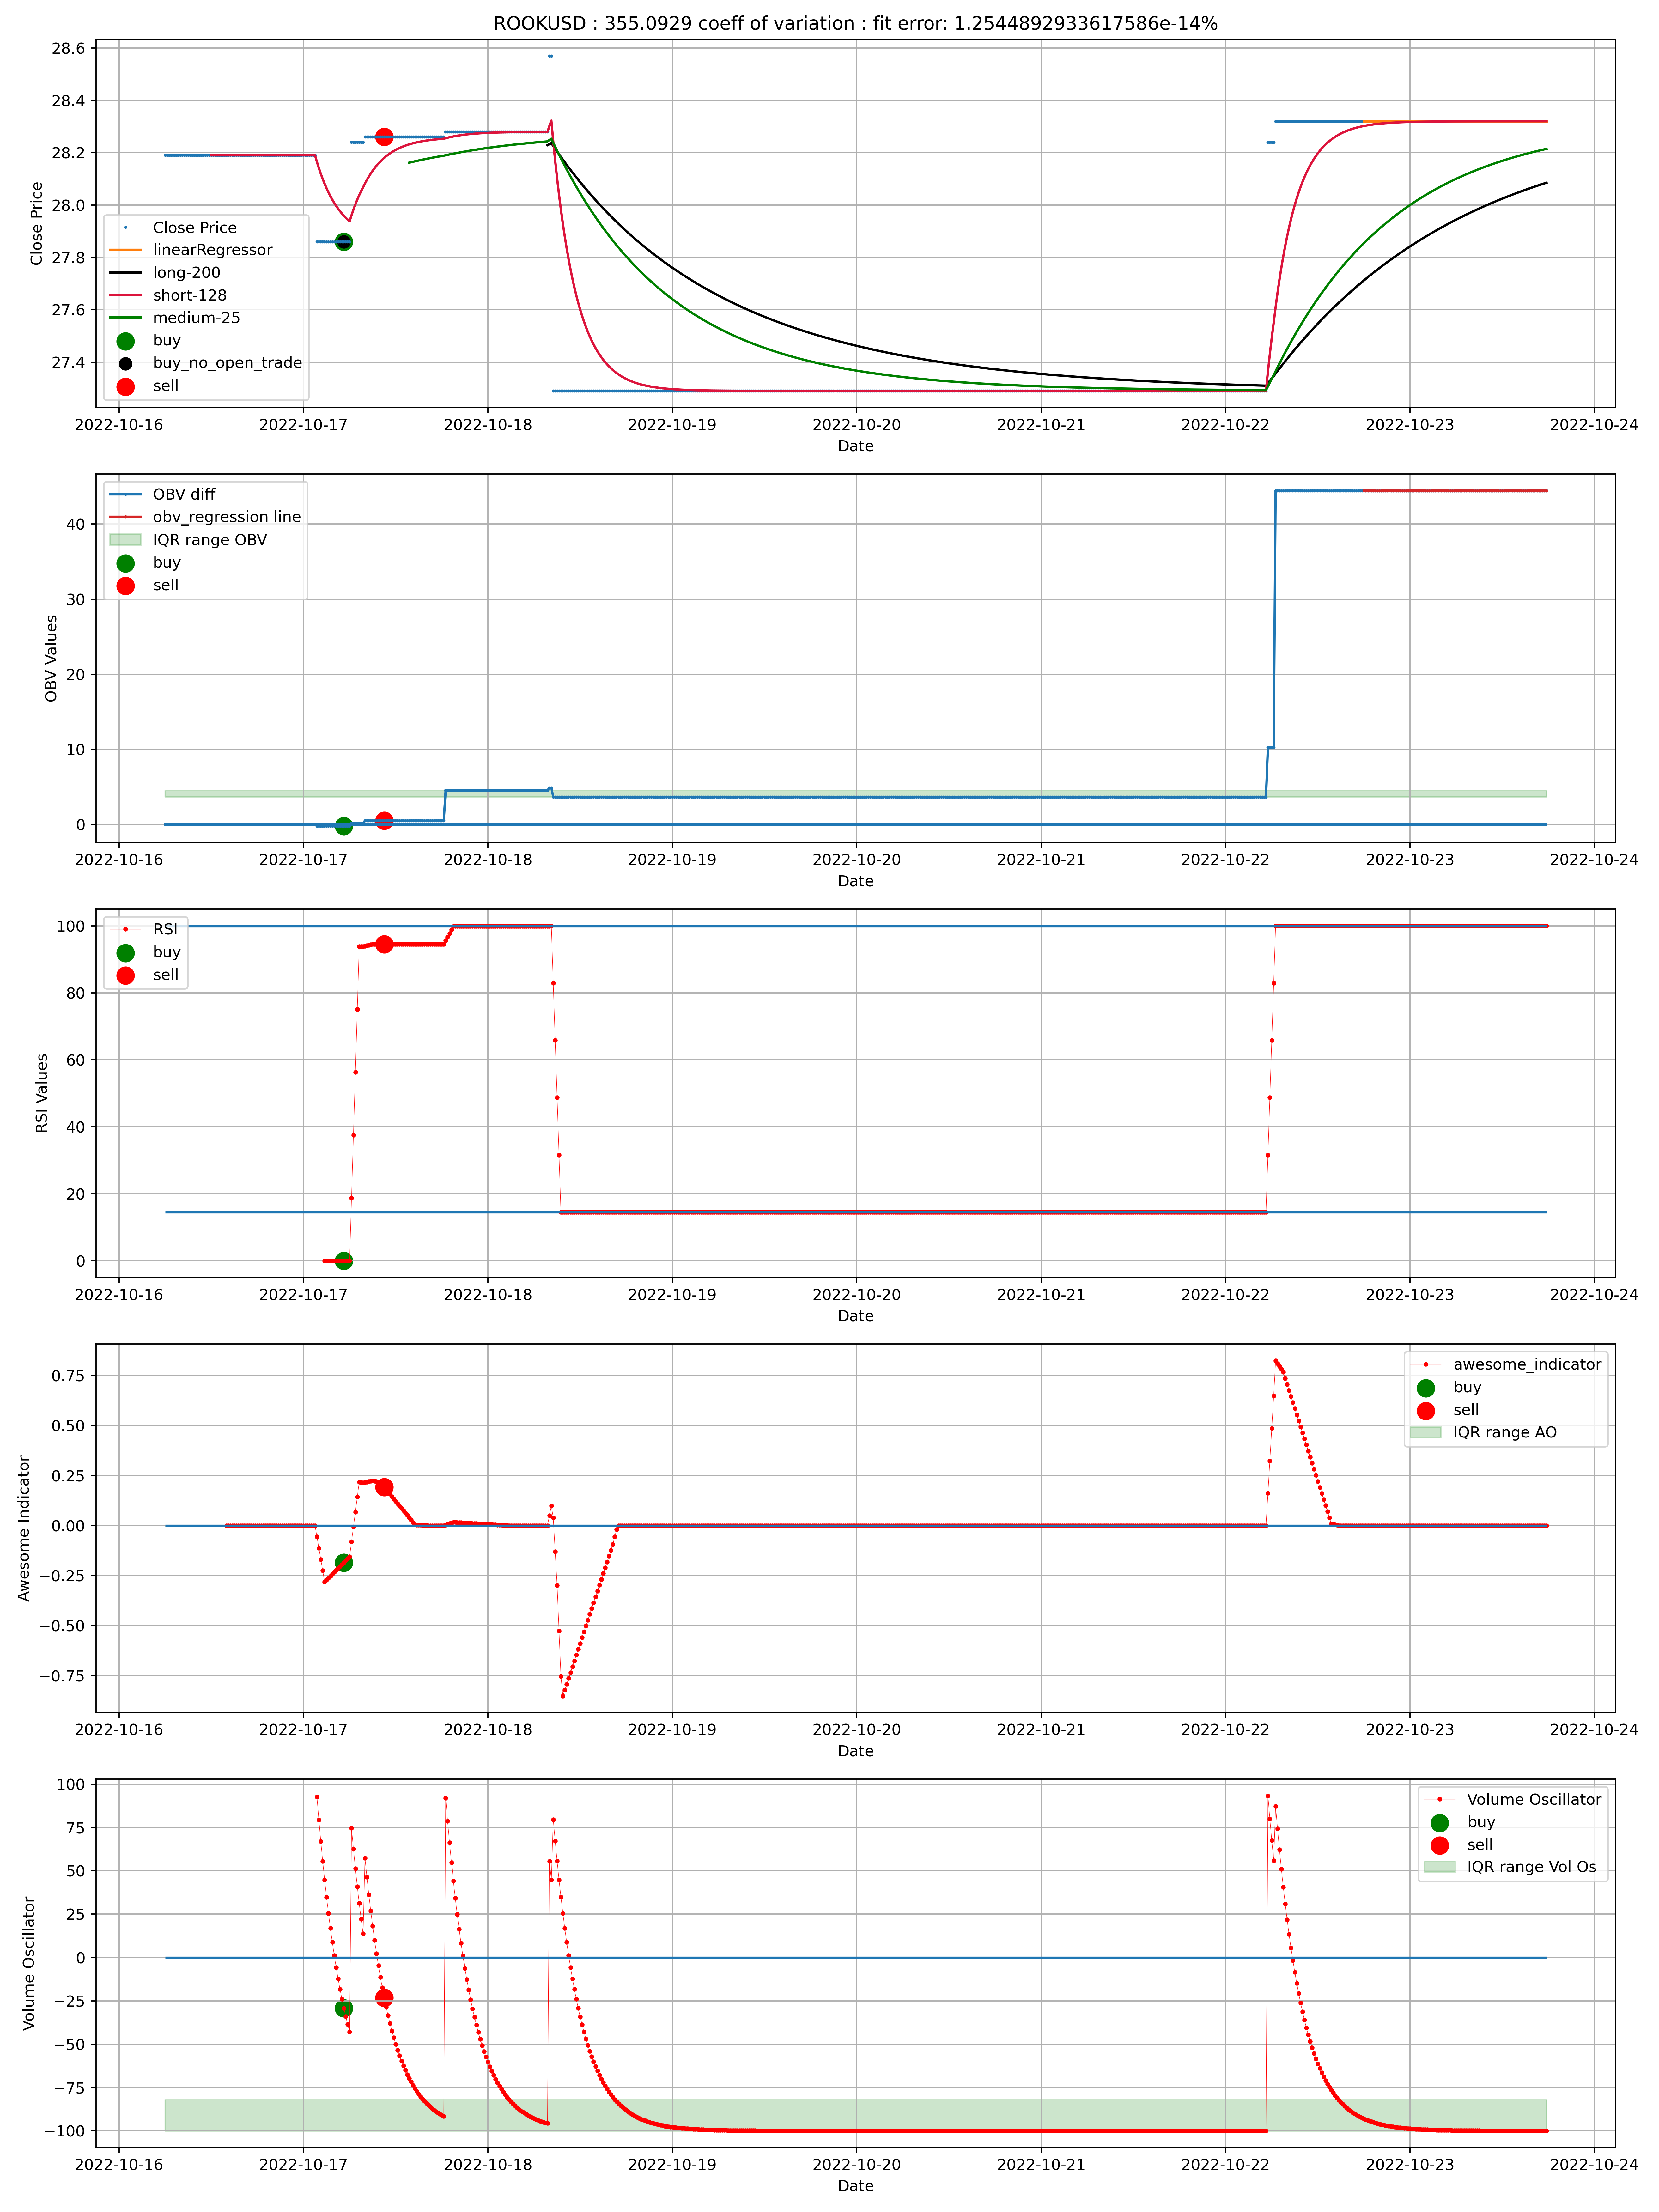 ROOKUSD : 355.0929 coeff of variation : fit error: 1.2544892933617586e-14%
28.6
28.4
28.2
28.0
27.8
27.6
27.4
Close Price
Close Price
linearRegressor
long-200
short-128
medium-25
buy
buy_no_open_trade
sell
2022-10-16 2022-10-17 2022-10-18 2022-10-19 2022-10-20 2022-10-21 2022-10-22 2022-10-23 2022-10-24
Date
40
30
20
10
0
OBV Values
OBV diff
obv_regression line
IQR range OBV
buy
sell
2022-10-16 2022-10-17 2022-10-18 2022-10-19 2022-10-20 2022-10-21 2022-10-22 2022-10-23 2022-10-24
Date
100
80
60
40
20
0
RSI Values
RSI
buy
sell
2022-10-16 2022-10-17 2022-10-18 2022-10-19 2022-10-20 2022-10-21 2022-10-22 2022-10-23 2022-10-24
Date
0.75
0.50
0.25
0.00
−0.25
−0.50
−0.75
Awesome Indicator
awesome_indicator
buy
sell
IQR range AO
2022-10-16 2022-10-17 2022-10-18 2022-10-19 2022-10-20 2022-10-21 2022-10-22 2022-10-23 2022-10-24
Date
100
75
50
25
0
−25
−50
−75
−100
Volume Oscillator
Volume Oscillator
buy
sell
IQR range Vol Os
2022-10-16 2022-10-17 2022-10-18 2022-10-19 2022-10-20 2022-10-21 2022-10-22 2022-10-23 2022-10-24
Date